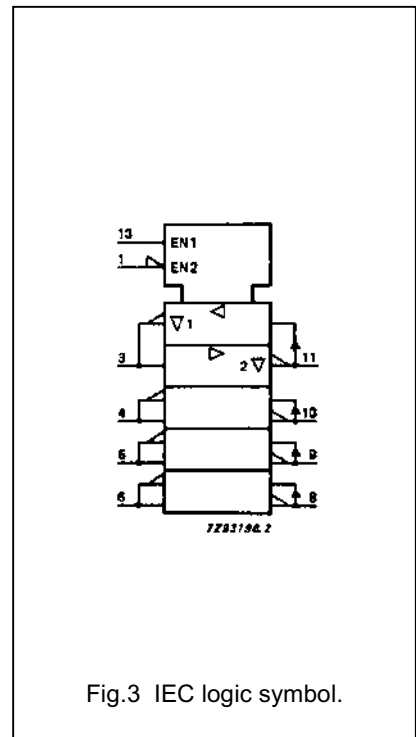 13 EN1
1 EN2
▽ 1 ◁
3 ▷ 2 ▽ 11
4 10
5 9
6 8
7Z93196.2
Fig.3 IEC logic symbol.